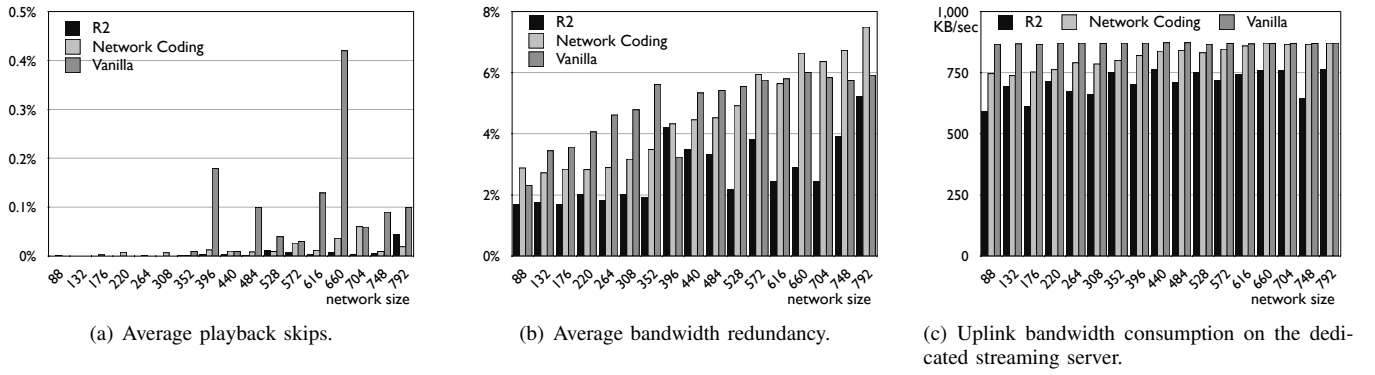 0.5%
0.4%
0.3%
0.2%
0.1%
0%
R2
Network Coding
Vanilla
88 132 176 220 264 308 352 396 440 484 528 572 616 660 704 748 792
network size
(a) Average playback skips.
8%
6%
4%
2%
0%
R2
Network Coding
Vanilla
88 132 176 220 264 308 352 396 440 484 528 572 616 660 704 748 792
network size
(b) Average bandwidth redundancy.
1,000
KB/sec
750
500
250
0
R2 Network Coding Vanilla
88 132 176 220 264 308 352 396 440 484 528 572 616 660 704 748 792
network size
(c) Uplink bandwidth consumption on the dedi-
cated streaming server.